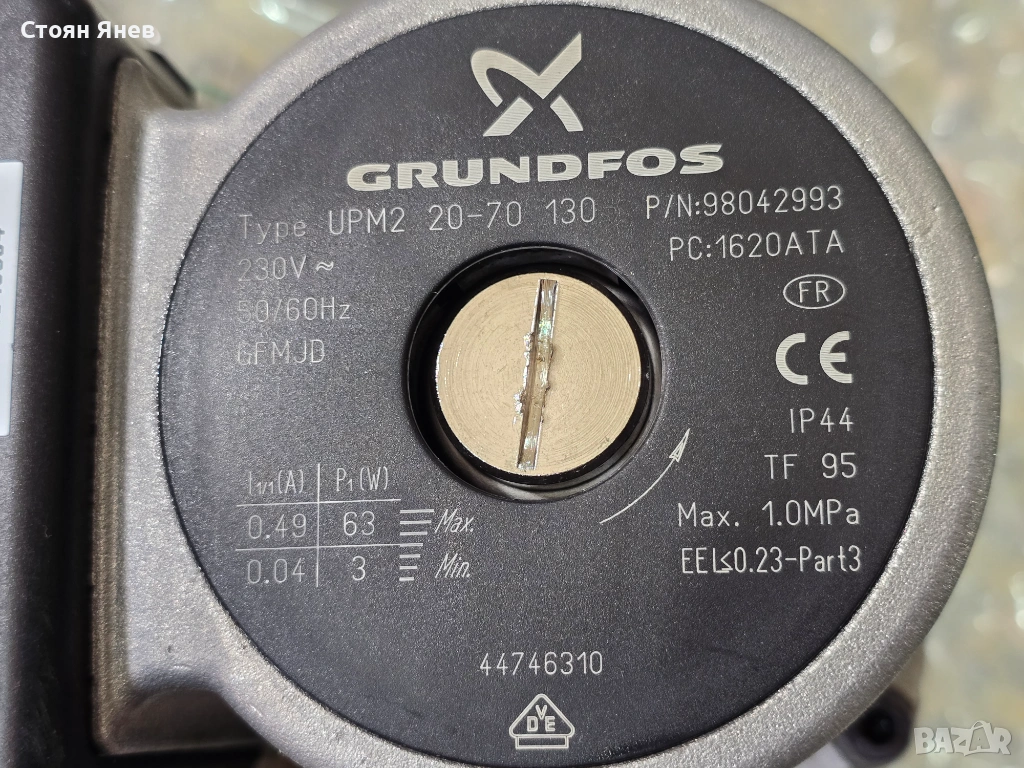 Стоян Янев
GRUNDFOS
Type UPM2 20-70 130 P/N:98042993
PC:1620ATA
230V~
FR
50/60Hz
CE
GFMJD
IP44
TF 95
I1/1(A) P1(W)
0.49 63 Max.
Max. 1.0MPa
0.04 3 Min.
EEI≤0.23-Part3
44746310
VDE
BAZAR